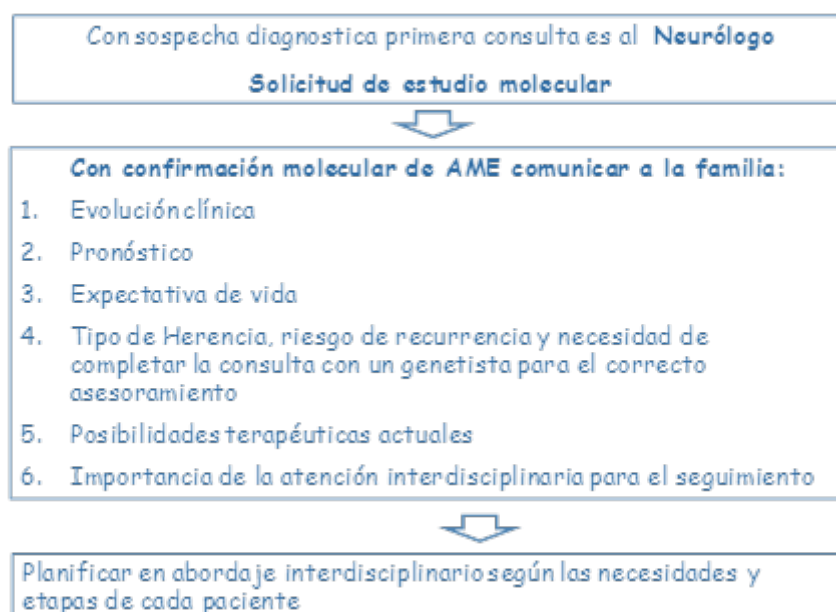 Con sospecha diagnostica primera consulta es al Neurólogo
Solicitud de estudio molecular
Con confirmación molecular de AME comunicar a la familia:
1. Evolución clínica
2. Pronóstico
3. Expectativa de vida
4. Tipo de Herencia, riesgo de recurrencia y necesidad de
completar la consulta con un genetista para el correcto
asesoramiento
5. Posibilidades terapéuticas actuales
6. Importancia de la atención interdisciplinaria para el seguimiento
Planificar en abordaje interdisciplinario según las necesidades y
etapas de cada paciente